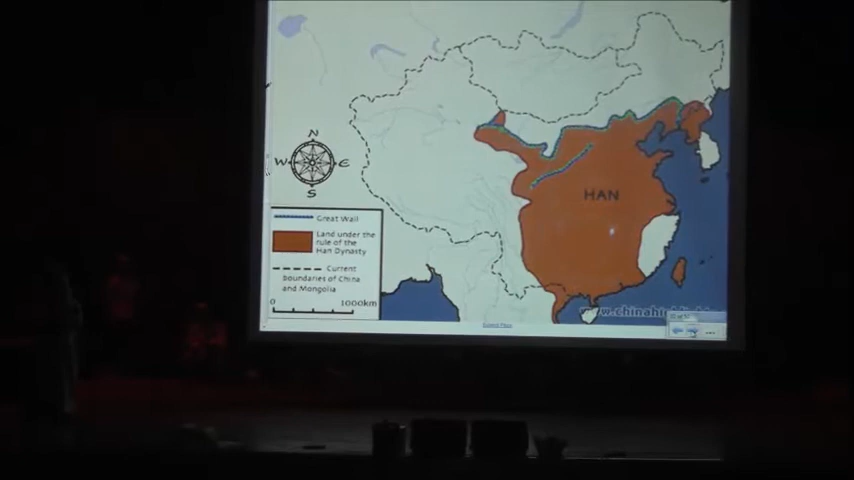 N
W E
S
HAN
Great Wall
Land under the
rule of the
Han Dynasty
Current
boundaries of China
and Mongolia
0 1000km